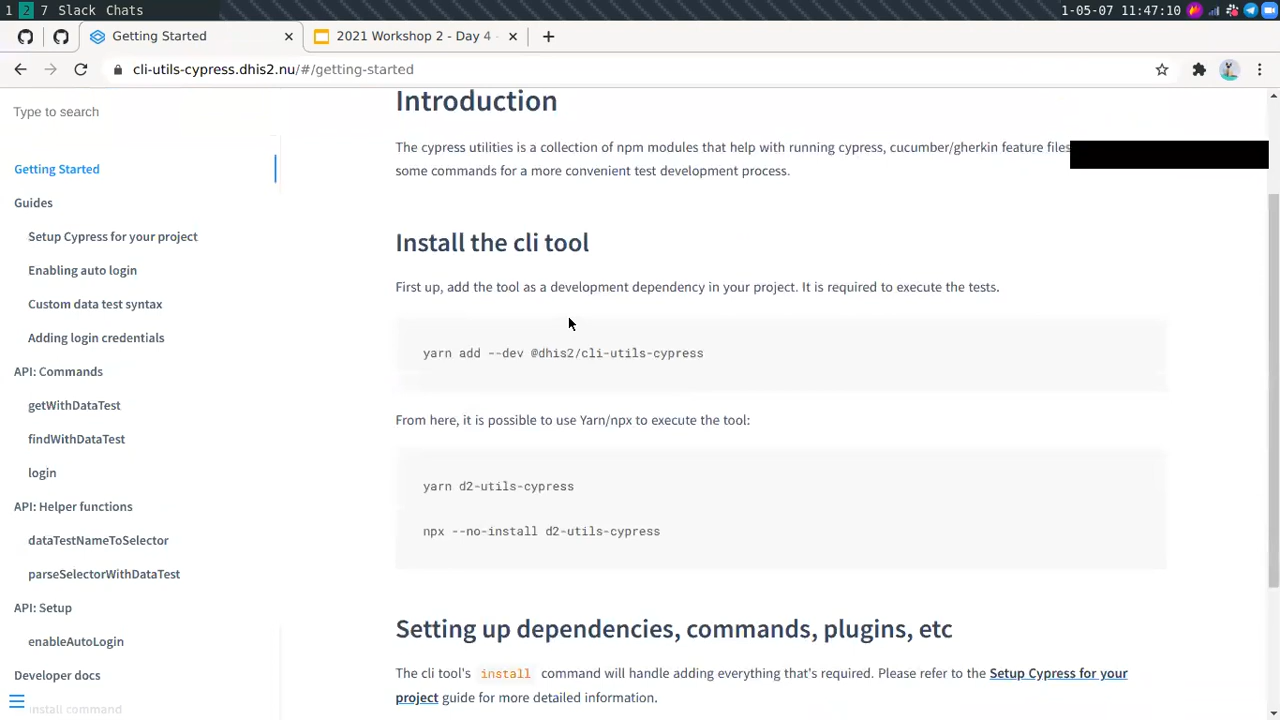 1 2 7 Slack Chats
1-05-07 11:47:10
Getting Started
2021 Workshop 2 - Day 4
cli-utils-cypress.dhis2.nu/#/getting-started
Type to search
Getting Started
Guides
Setup Cypress for your project
Enabling auto login
Custom data test syntax
Adding login credentials
API: Commands
getWithDataTest
findWithDataTest
login
API: Helper functions
dataTestNameToSelector
parseSelectorWithDataTest
API: Setup
enableAutoLogin
Developer docs
install command
Introduction
The cypress utilities is a collection of npm modules that help with running cypress, cucumber/gherkin feature files
some commands for a more convenient test development process.
Install the cli tool
First up, add the tool as a development dependency in your project. It is required to execute the tests.
yarn add --dev @dhis2/cli-utils-cypress
From here, it is possible to use Yarn/npx to execute the tool:
yarn d2-utils-cypress
npx --no-install d2-utils-cypress
Setting up dependencies, commands, plugins, etc
The cli tool's install command will handle adding everything that's required. Please refer to the Setup Cypress for your
project guide for more detailed information.